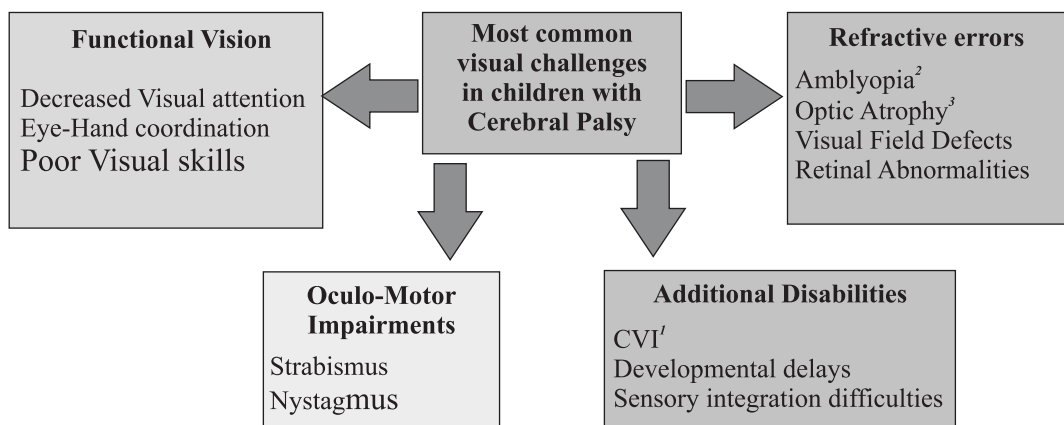 Most common
visual challenges
in children with
Cerebral Palsy
Functional Vision
Decreased Visual attention
Eye-Hand coordination
Poor Visual skills
Refractive errors
Amblyopia²
Optic Atrophy³
Visual Field Defects
Retinal Abnormalities
Oculo-Motor
Impairments
Strabismus
Nystagmus
Additional Disabilities
CVI¹
Developmental delays
Sensory integration difficulties